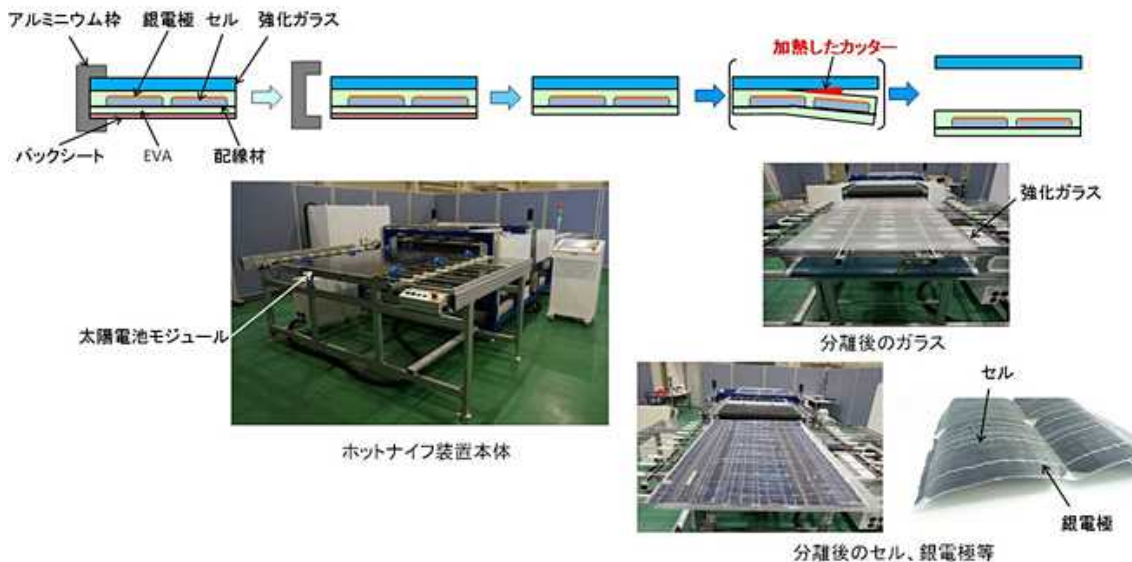 アルミニウム枠
銀電極
セル
強化ガラス
加熱したカッター
バックシート
EVA
配線材
強化ガラス
太陽電池モジュール
分離後のガラス
ホットナイフ装置本体
セル
銀電極
分離後のセル、銀電極等